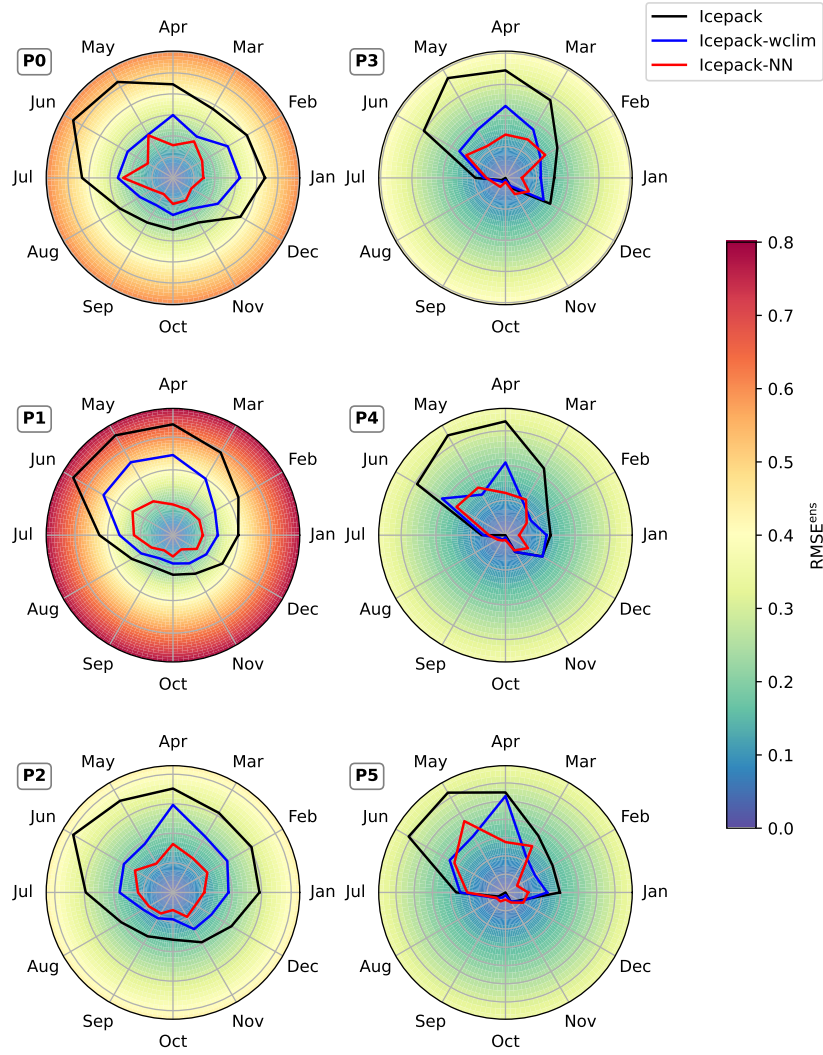 Icepack
Icepack-wclim
Icepack-NN
P0
Apr
May
Mar
Jun
Feb
Jul
Jan
Aug
Dec
Sep
Nov
Oct
P3
Apr
May
Mar
Jun
Feb
Jul
Jan
Aug
Dec
Sep
Nov
Oct
P1
Apr
May
Mar
Jun
Feb
Jul
Jan
Aug
Dec
Sep
Nov
Oct
P4
Apr
May
Mar
Jun
Feb
Jul
Jan
Aug
Dec
Sep
Nov
Oct
P2
Apr
May
Mar
Jun
Feb
Jul
Jan
Aug
Dec
Sep
Nov
Oct
P5
Apr
May
Mar
Jun
Feb
Jul
Jan
Aug
Dec
Sep
Nov
Oct
0.8
0.7
0.6
0.5
0.4
0.3
0.2
0.1
0.0
RMSEᵉⁿˢ